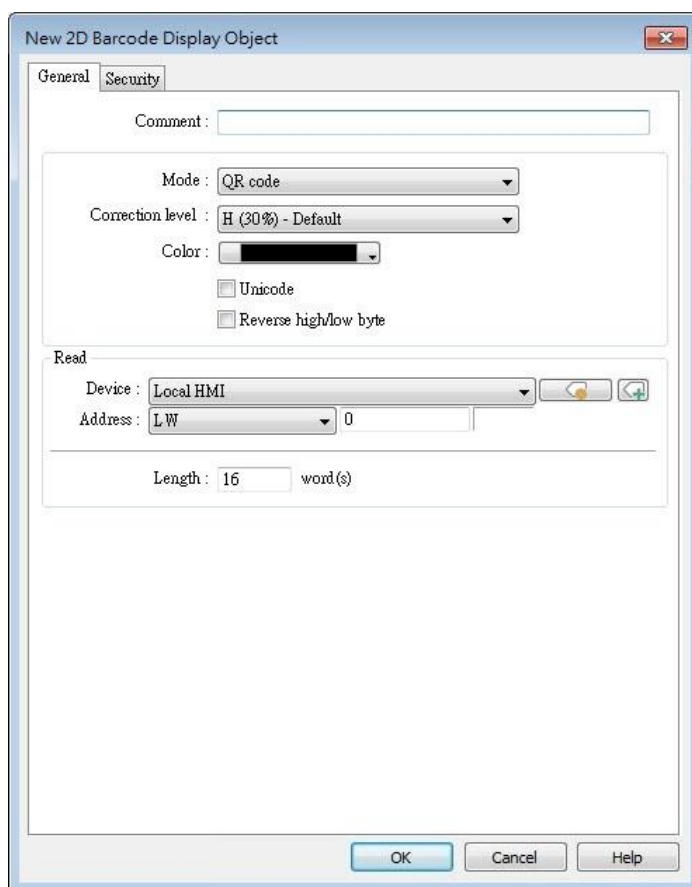 New 2D Barcode Display Object
General Security
Comment :
Mode : QR code
Correction level : H (30%) - Default
Color :
Unicode
Reverse high/low byte
Read
Device : Local HMI
Address : LW 0
Length : 16 word(s)
OK Cancel Help